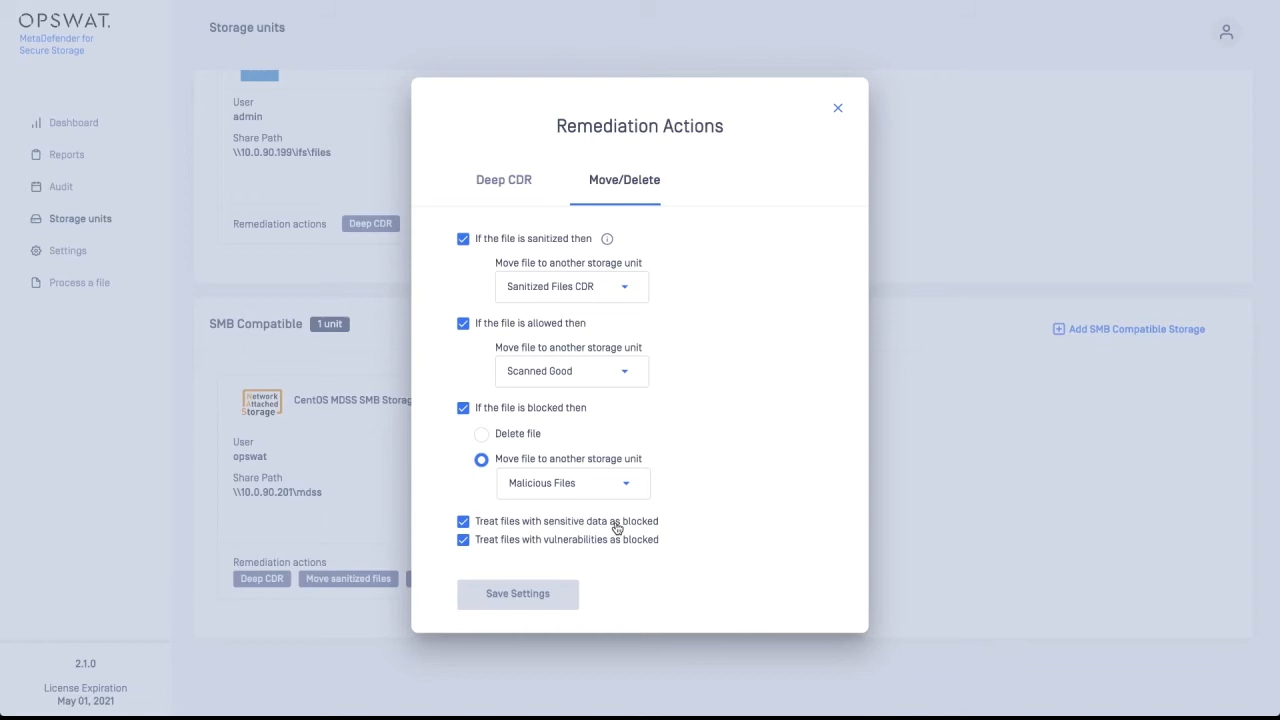 OPSWAT.
MetaDefender for
Secure Storage
Dashboard
Reports
Audit
Storage units
Settings
Process a file
2.1.0
License Expiration
May 01, 2021
Storage units
User
admin
Share Path
\\10.0.90.199\ifs\files
Remediation actions
Deep CDR
SMB Compatible
1 unit
Add SMB Compatible Storage
Network
Attached
Storage
CentOS MDSS SMB Storag
User
opswat
Share Path
\\10.0.90.201\mdss
Remediation actions
Deep CDR
Move sanitized files
Remediation Actions
Deep CDR
Move/Delete
If the file is sanitized then
Move file to another storage unit
Sanitized Files CDR
If the file is allowed then
Move file to another storage unit
Scanned Good
If the file is blocked then
Delete file
Move file to another storage unit
Malicious Files
Treat files with sensitive data as blocked
Treat files with vulnerabilities as blocked
Save Settings